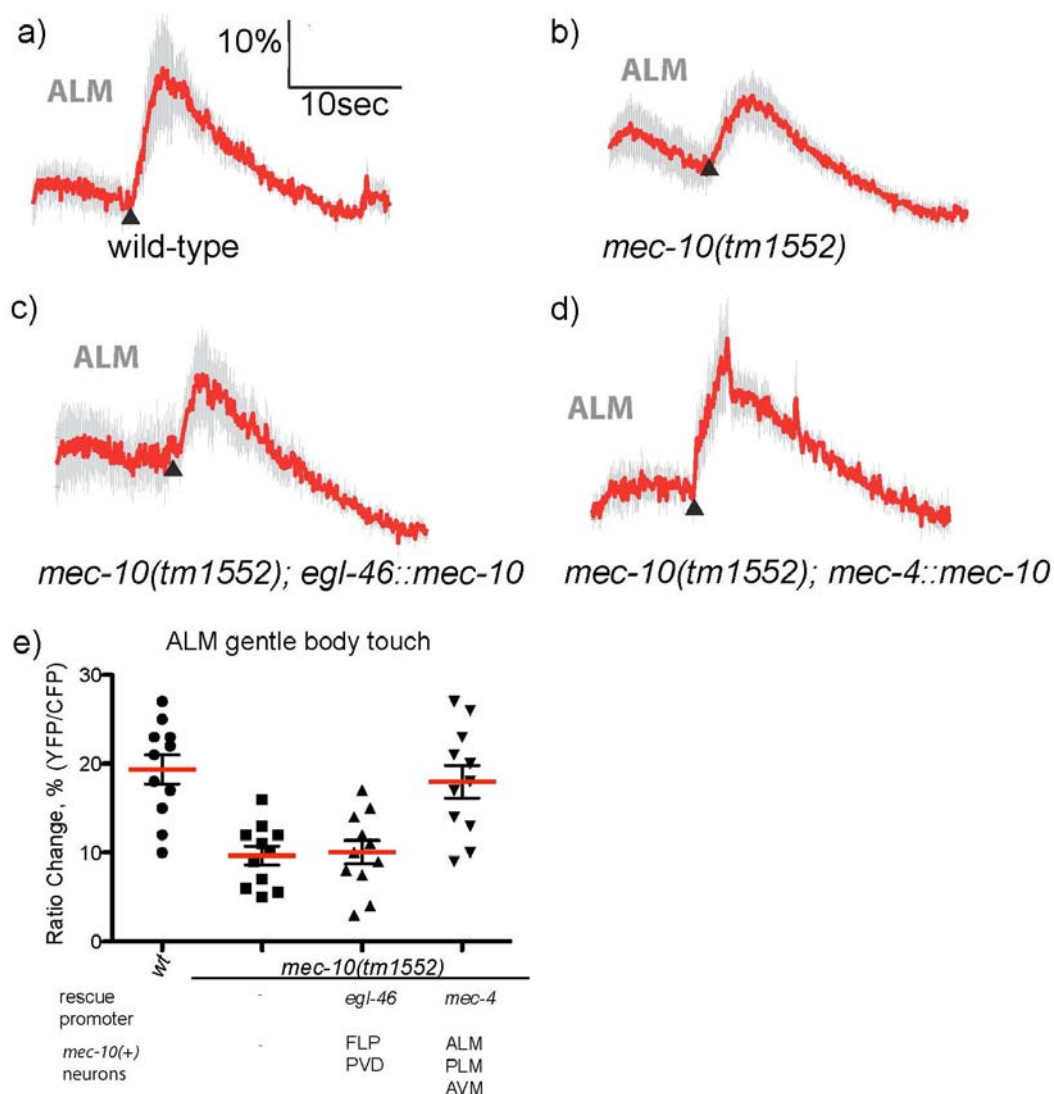 a)
10%
10sec
ALM
wild-type
b)
ALM
mec-10(tm1552)
c)
ALM
mec-10(tm1552); egl-46::mec-10
d)
ALM
mec-10(tm1552); mec-4::mec-10
e)
ALM gentle body touch
Ratio Change, % (YFP/CFP)
30
20
10
0
wt
mec-10(tm1552)
rescue
promoter
-
egl-46
mec-4
mec-10(+)
neurons
-
FLP
PVD
ALM
PLM
AVM